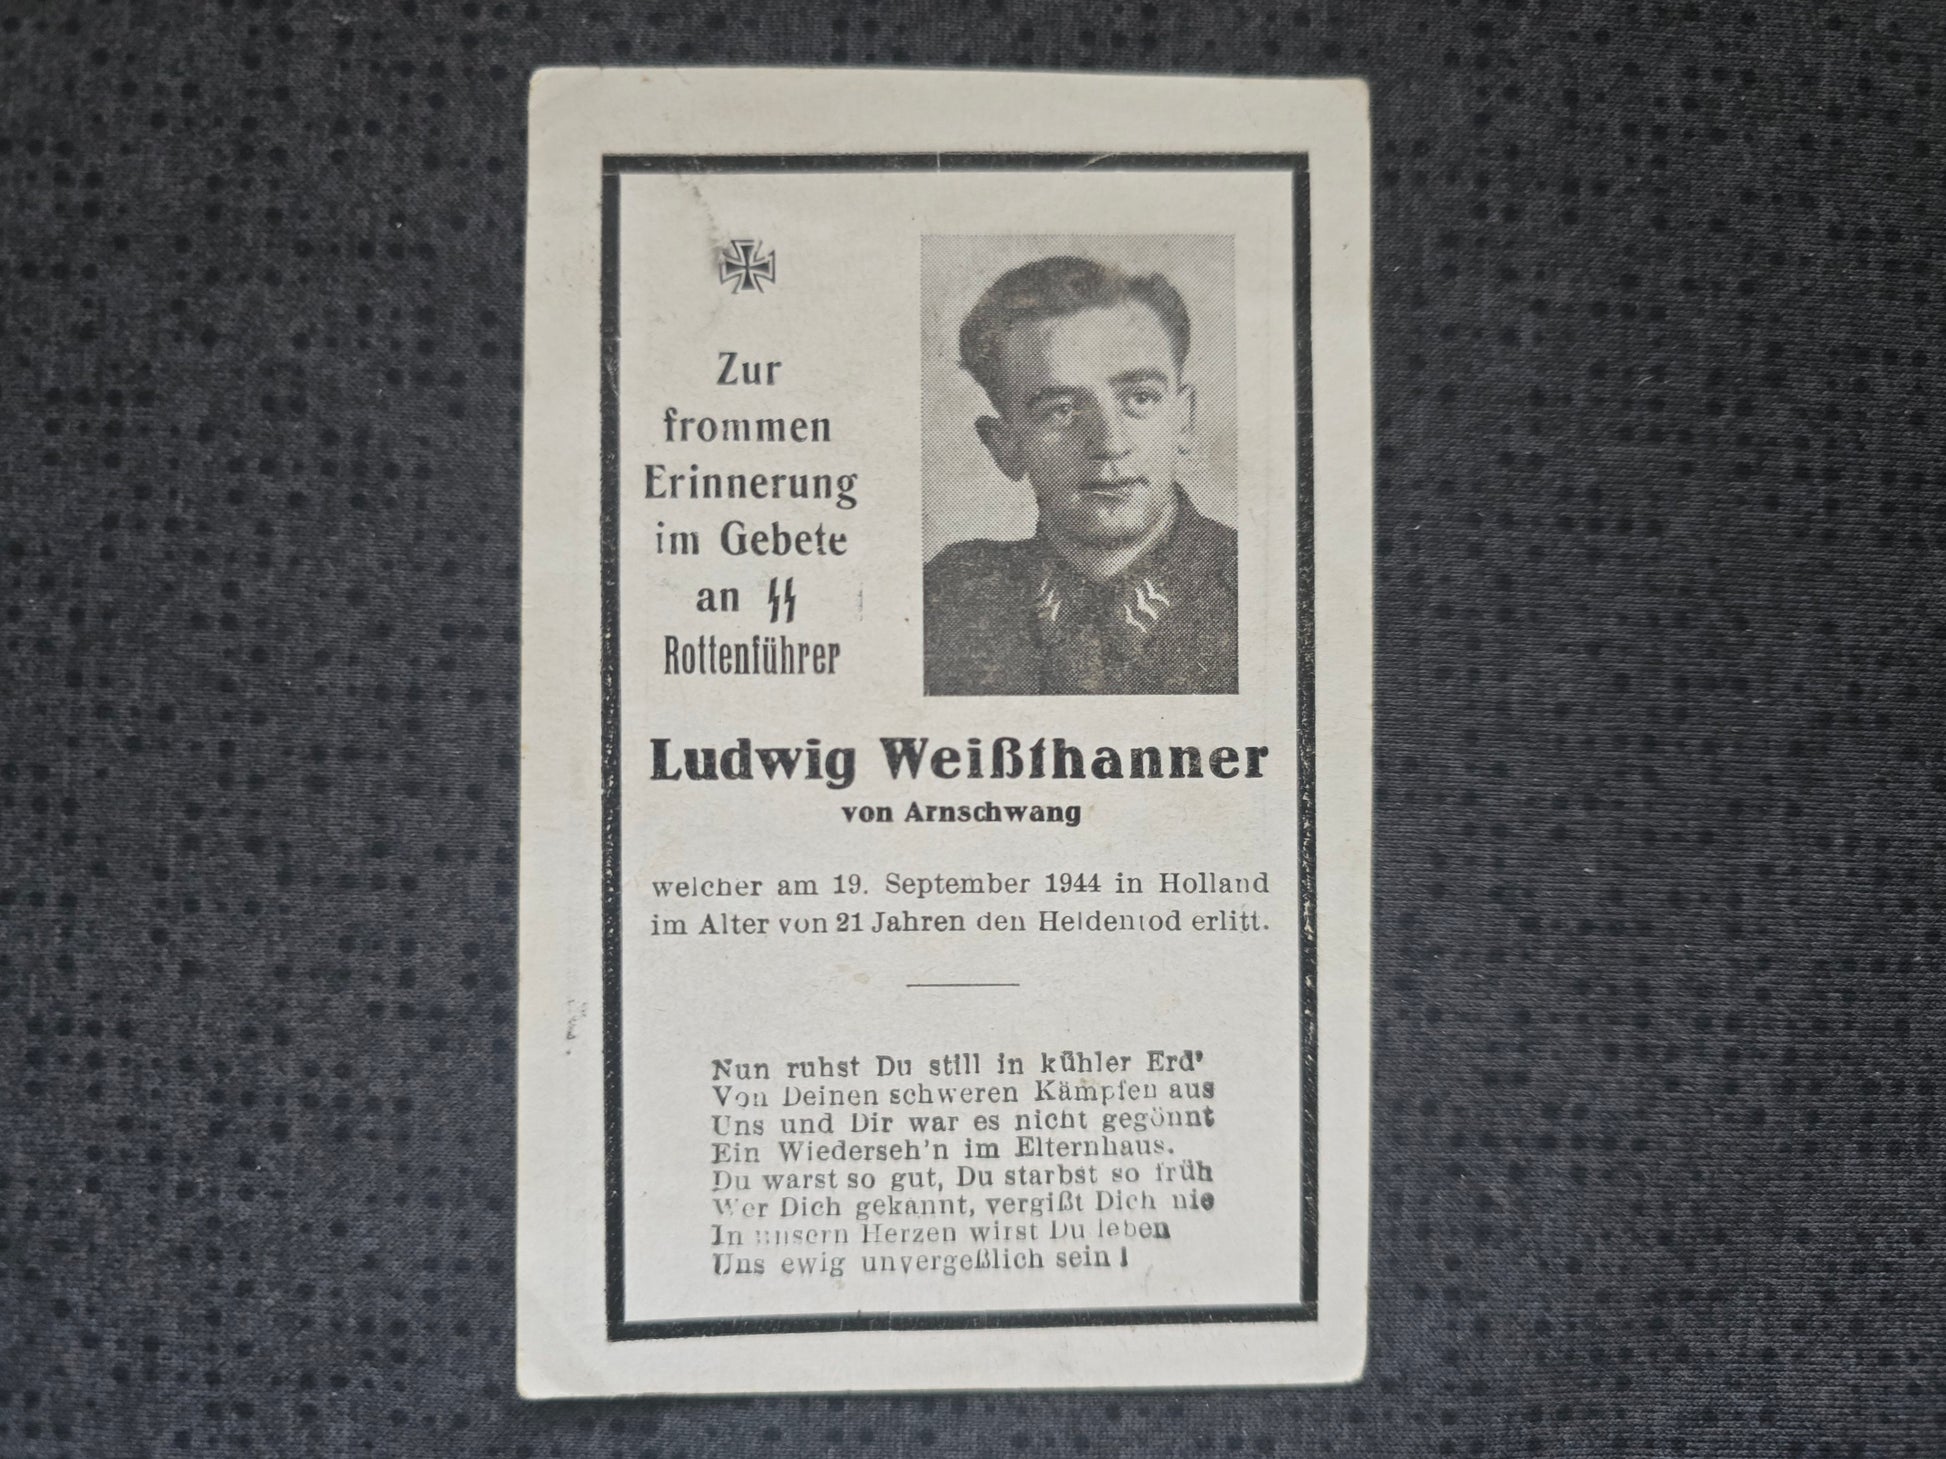 Zur
frommen
Erinnerung
im Gebete
an ᛋᛋ
Rottenführer
Ludwig Weißthanner
von Arnschwang
welcher am 19. September 1944 in Holland
im Alter von 21 Jahren den Heldentod erlitt.
Nun ruhst Du still in kühler Erd'
Von Deinen schweren Kämpfen aus
Uns und Dir war es nicht gegönnt
Ein Wiederseh'n im Elternhaus.
Du warst so gut, Du starbst so früh
Wer Dich gekannt, vergißt Dich nie
In unsern Herzen wirst Du leben
Uns ewig unvergeßlich sein!